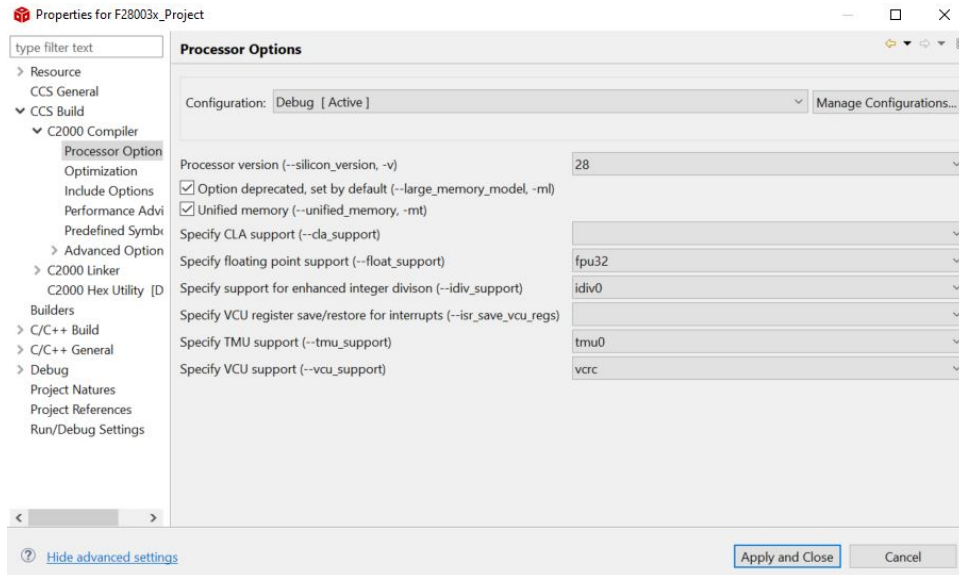 Properties for F28003x_Project
type filter text
Resource
CCS General
CCS Build
C2000 Compiler
Processor Option
Optimization
Include Options
Performance Advi
Predefined Symb
Advanced Option
C2000 Linker
C2000 Hex Utility [D
Builders
C/C++ Build
C/C++ General
Debug
Project Natures
Project References
Run/Debug Settings
Processor Options
Configuration: Debug [ Active ] Manage Configurations...
Processor version (--silicon_version, -v) 28
Option deprecated, set by default (--large_memory_model, -ml)
Unified memory (--unified_memory, -mt)
Specify CLA support (--cla_support)
Specify floating point support (--float_support) fpu32
Specify support for enhanced integer divison (--idiv_support) idiv0
Specify VCU register save/restore for interrupts (--isr_save_vcu_regs)
Specify TMU support (--tmu_support) tmu0
Specify VCU support (--vcu_support) vcrc
Hide advanced settings
Apply and Close Cancel